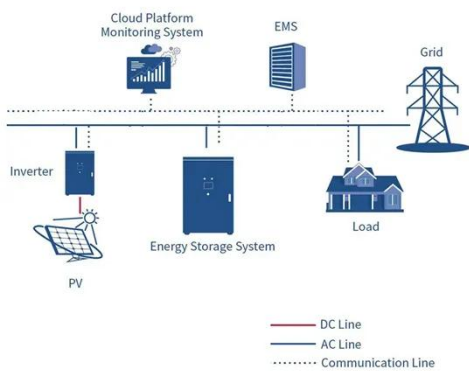 Cloud Platform
Monitoring System
EMS
Grid
Inverter
Energy Storage System
Load
PV
DC Line
AC Line
Communication Line